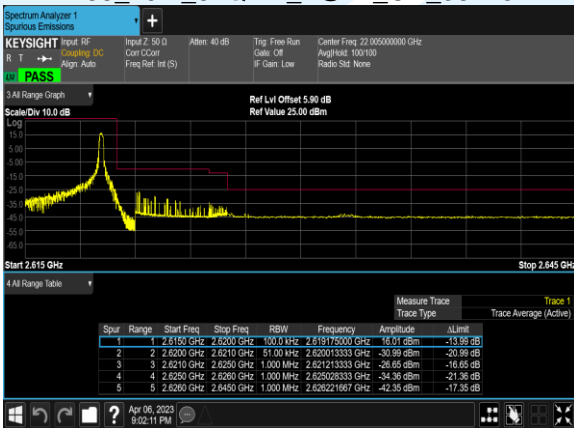 Spectrum Analyzer 1
Spurious Emissions
KEYSIGHT Input: RF Input Z: 50 Ω Atten: 40 dB Trig: Free Run Center Freq: 22.005000000 GHz
R T Coupling: DC Corr CCorr Gate: Off Avg|Hold: 100/100
Align: Auto Freq Ref: Int (S) IF Gain: Low Radio Std: None
PASS
3 All Range Graph
Scale/Div 10.0 dB Ref Lvl Offset 5.90 dB
Ref Value 25.00 dBm
Log
15.0
5.00
-5.00
-15.0
-25.0
-35.0
-45.0
-55.0
-65.0
Start 2.615 GHz Stop 2.645 GHz
4 All Range Table
Measure Trace Trace 1
Trace Type Trace Average (Active)
Spur Range Start Freq Stop Freq RBW Frequency Amplitude ΔLimit
1 1 2.6150 GHz 2.6200 GHz 100.0 kHz 2.619175000 GHz 16.01 dBm -13.99 dB
2 2 2.6200 GHz 2.6210 GHz 51.00 kHz 2.620013333 GHz -30.99 dBm -20.99 dB
3 3 2.6210 GHz 2.6250 GHz 1.000 MHz 2.621213333 GHz -26.65 dBm -16.65 dB
4 4 2.6250 GHz 2.6260 GHz 1.000 MHz 2.625028333 GHz -34.36 dBm -21.36 dB
5 5 2.6260 GHz 2.6450 GHz 1.000 MHz 2.626221667 GHz -42.35 dBm -17.35 dB
Apr 06, 2023
9:02:11 PM